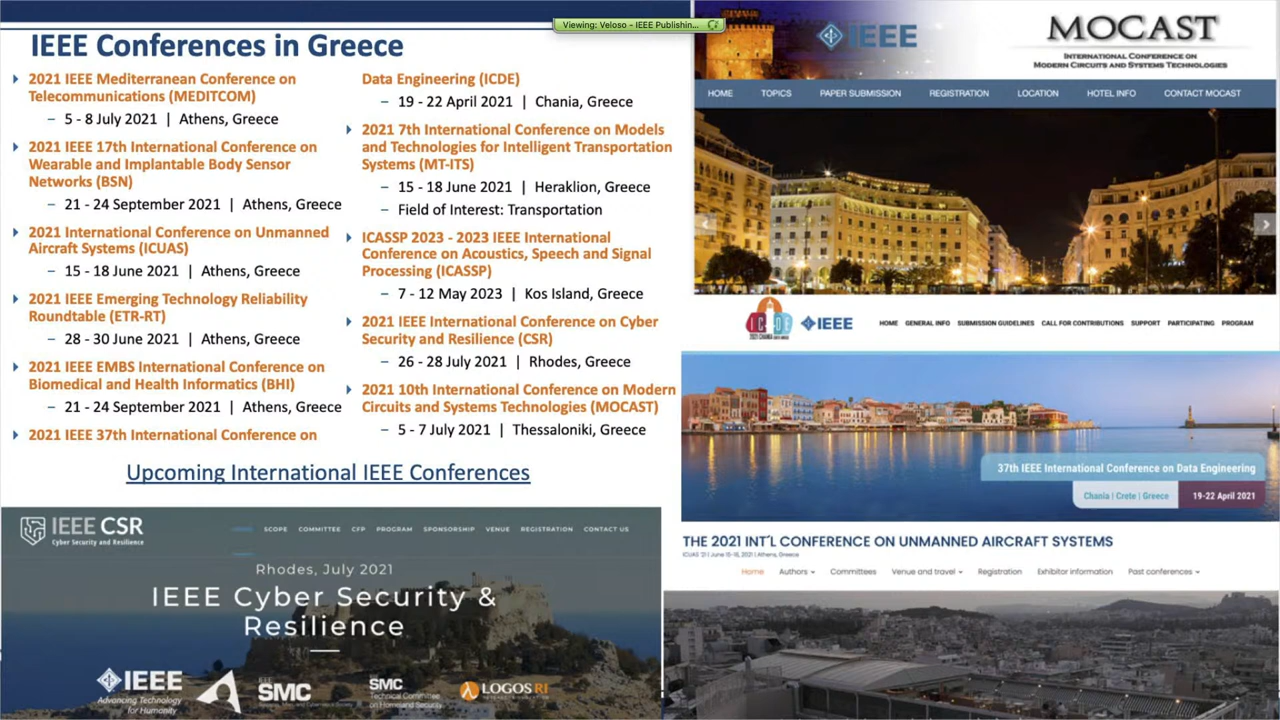 Viewing: Veloso - IEEE Publishin...
IEEE Conferences in Greece
2021 IEEE Mediterranean Conference on
Telecommunications (MEDITCOM)
– 5 - 8 July 2021 | Athens, Greece
2021 IEEE 17th International Conference on
Wearable and Implantable Body Sensor
Networks (BSN)
– 21 - 24 September 2021 | Athens, Greece
2021 International Conference on Unmanned
Aircraft Systems (ICUAS)
– 15 - 18 June 2021 | Athens, Greece
2021 IEEE Emerging Technology Reliability
Roundtable (ETR-RT)
– 28 - 30 June 2021 | Athens, Greece
2021 IEEE EMBS International Conference on
Biomedical and Health Informatics (BHI)
– 21 - 24 September 2021 | Athens, Greece
2021 IEEE 37th International Conference on
Data Engineering (ICDE)
– 19 - 22 April 2021 | Chania, Greece
2021 7th International Conference on Models
and Technologies for Intelligent Transportation
Systems (MT-ITS)
– 15 - 18 June 2021 | Heraklion, Greece
– Field of Interest: Transportation
ICASSP 2023 - 2023 IEEE International
Conference on Acoustics, Speech and Signal
Processing (ICASSP)
– 7 - 12 May 2023 | Kos Island, Greece
2021 IEEE International Conference on Cyber
Security and Resilience (CSR)
– 26 - 28 July 2021 | Rhodes, Greece
2021 10th International Conference on Modern
Circuits and Systems Technologies (MOCAST)
– 5 - 7 July 2021 | Thessaloniki, Greece
Upcoming International IEEE Conferences
IEEE CSR
Cyber Security and Resilience
SCOPE COMMITTEE CFP PROGRAM SPONSORSHIP VENUE REGISTRATION CONTACT US
Rhodes, July 2021
IEEE Cyber Security &
Resilience
IEEE
Advancing Technology
for Humanity
SMC
SMC
Technical Committee
on Homeland Security
LOGOS RI
IEEE
MOCAST
International Conference on
Modern Circuits and Systems Technologies
HOME TOPICS PAPER SUBMISSION REGISTRATION LOCATION HOTEL INFO CONTACT MOCAST
ICDE
IEEE
HOME GENERAL INFO SUBMISSION GUIDELINES CALL FOR CONTRIBUTIONS SUPPORT PARTICIPATING PROGRAM
37th IEEE International Conference on Data Engineering
Chania | Crete | Greece 19-22 April 2021
THE 2021 INT'L CONFERENCE ON UNMANNED AIRCRAFT SYSTEMS
ICUAS '21 | June 15-18, 2021 | Athens, Greece
Home Authors Committees Venue and travel Registration Exhibitor information Past conferences